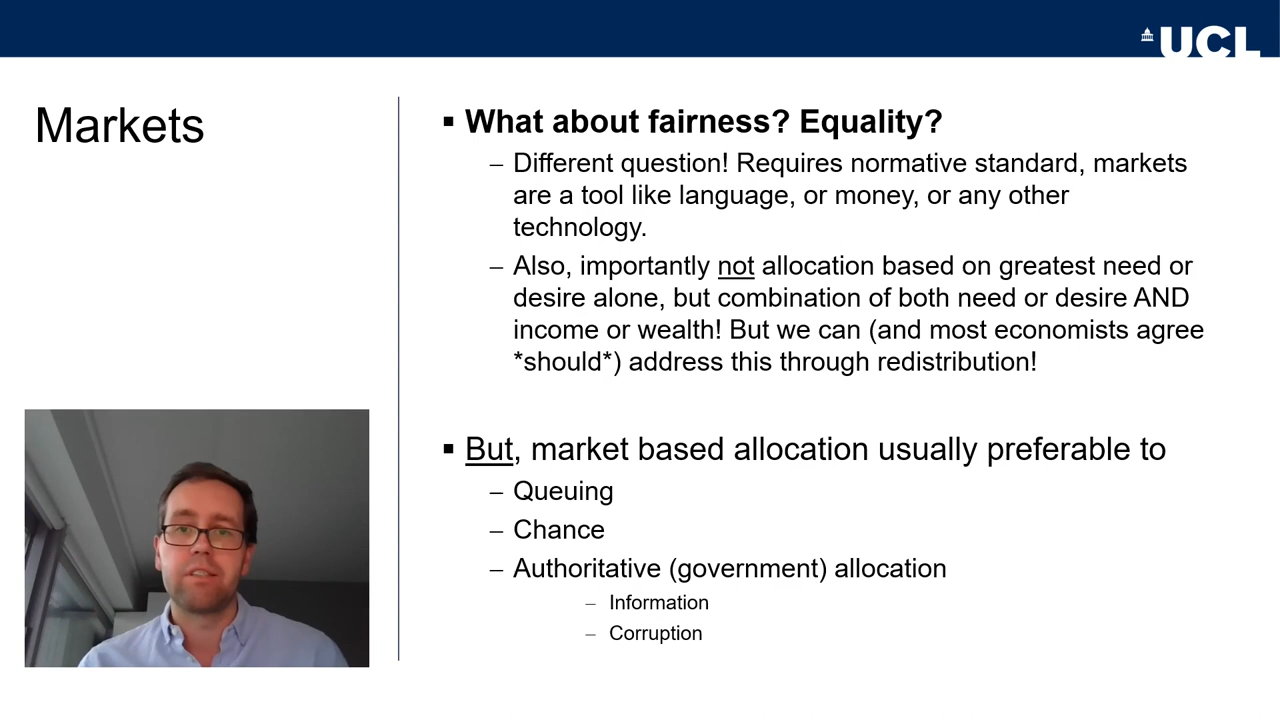 UCL
Markets
▪ What about fairness? Equality?
– Different question! Requires normative standard, markets
are a tool like language, or money, or any other
technology.
– Also, importantly not allocation based on greatest need or
desire alone, but combination of both need or desire AND
income or wealth! But we can (and most economists agree
*should*) address this through redistribution!
▪ But, market based allocation usually preferable to
– Queuing
– Chance
– Authoritative (government) allocation
– Information
– Corruption